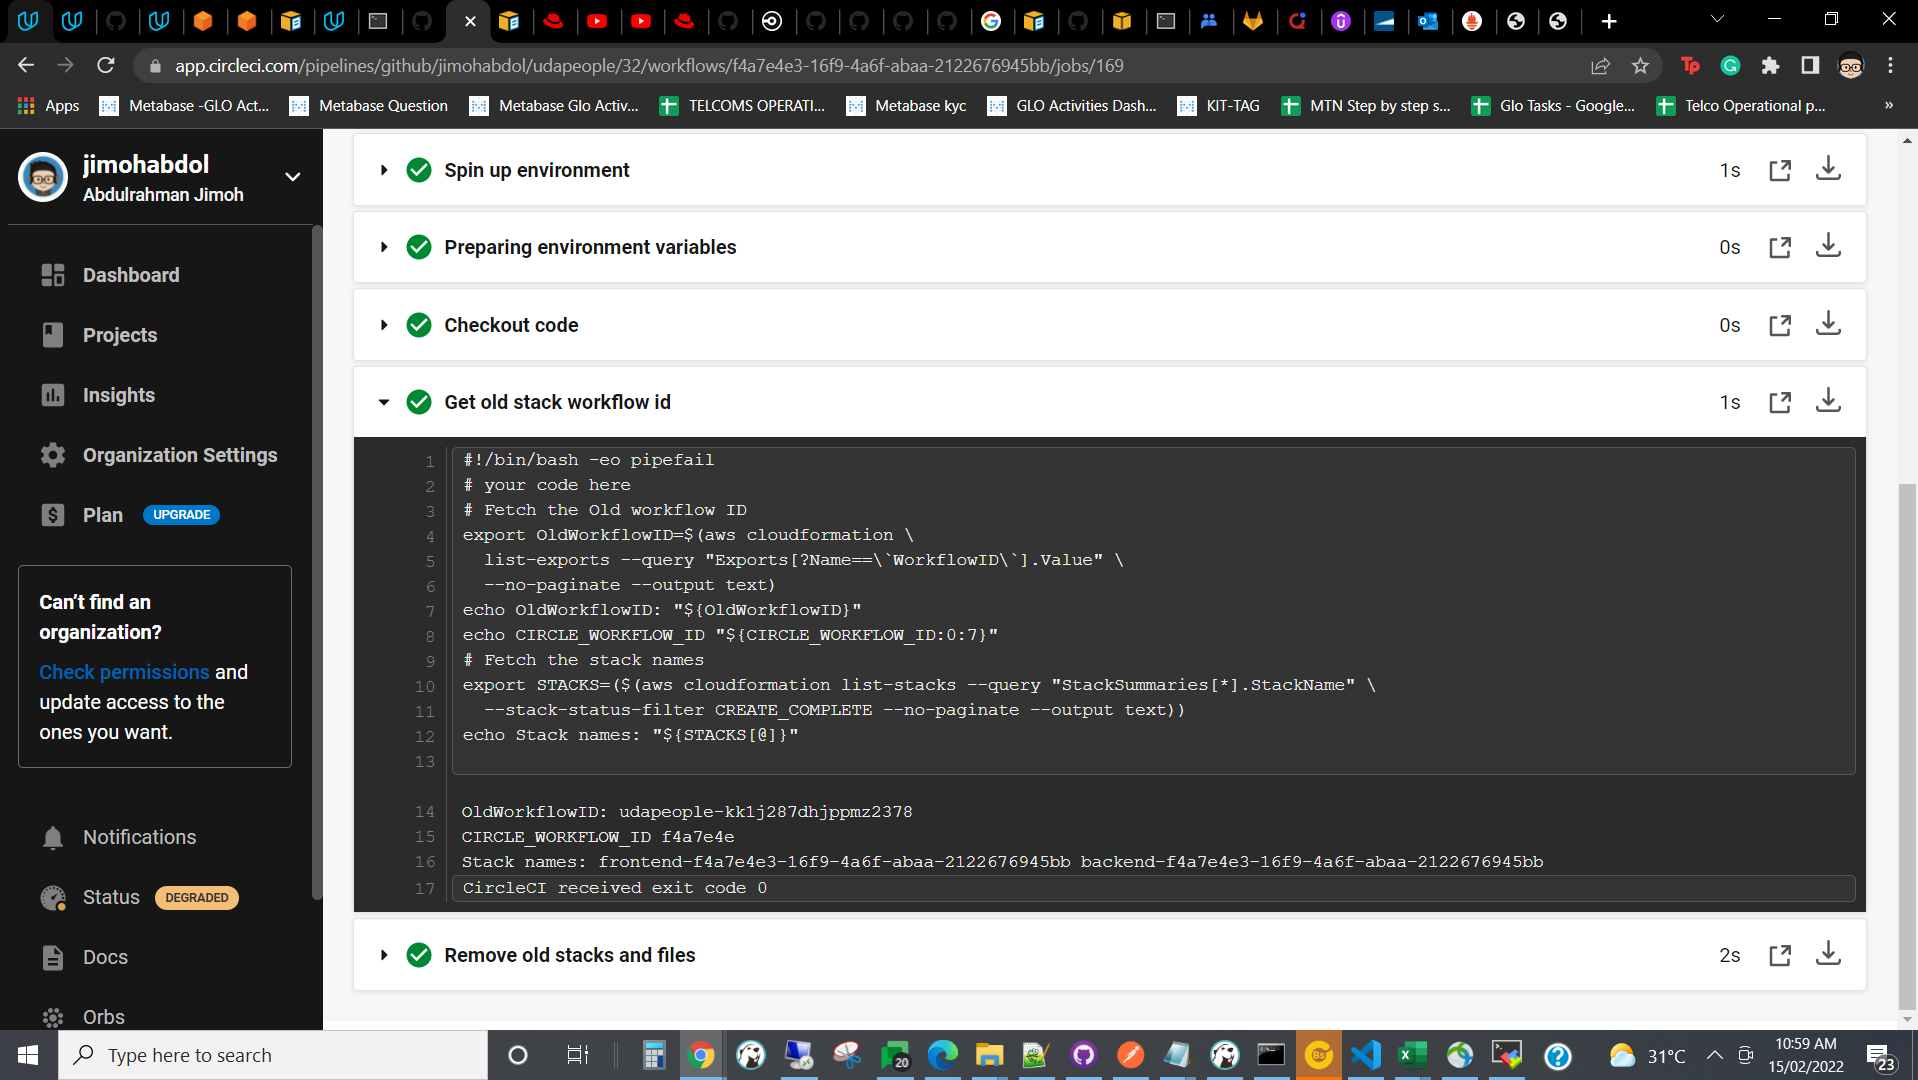 app.circleci.com/pipelines/github/jimohabdol/udapeople/32/workflows/f4a7e4e3-16f9-4a6f-abaa-2122676945bb/jobs/169
Apps Metabase -GLO Act... Metabase Question Metabase Glo Activ... TELCOMS OPERATI... Metabase kyc GLO Activities Dash... KIT-TAG MTN Step by step s... Glo Tasks - Google... Telco Operational p... »
jimohabdol
Abdulrahman Jimoh
Dashboard
Projects
Insights
Organization Settings
Plan UPGRADE
Can't find an
organization?
Check permissions and
update access to the
ones you want.
Notifications
Status DEGRADED
Docs
Orbs
Spin up environment 1s
Preparing environment variables 0s
Checkout code 0s
Get old stack workflow id 1s
1 #!/bin/bash -eo pipefail
2 # your code here
3 # Fetch the Old workflow ID
4 export OldWorkflowID=$(aws cloudformation \
5 list-exports --query "Exports[?Name==\`WorkflowID\`].Value" \
6 --no-paginate --output text)
7 echo OldWorkflowID: "${OldWorkflowID}"
8 echo CIRCLE_WORKFLOW_ID "${CIRCLE_WORKFLOW_ID:0:7}"
9 # Fetch the stack names
10 export STACKS=($(aws cloudformation list-stacks --query "StackSummaries[*].StackName" \
11 --stack-status-filter CREATE_COMPLETE --no-paginate --output text))
12 echo Stack names: "${STACKS[@]}"
13
14 OldWorkflowID: udapeople-kk1j287dhjppmz2378
15 CIRCLE_WORKFLOW_ID f4a7e4e
16 Stack names: frontend-f4a7e4e3-16f9-4a6f-abaa-2122676945bb backend-f4a7e4e3-16f9-4a6f-abaa-2122676945bb
17 CircleCI received exit code 0
Remove old stacks and files 2s
Type here to search
20
31°C
10:59 AM
15/02/2022
23